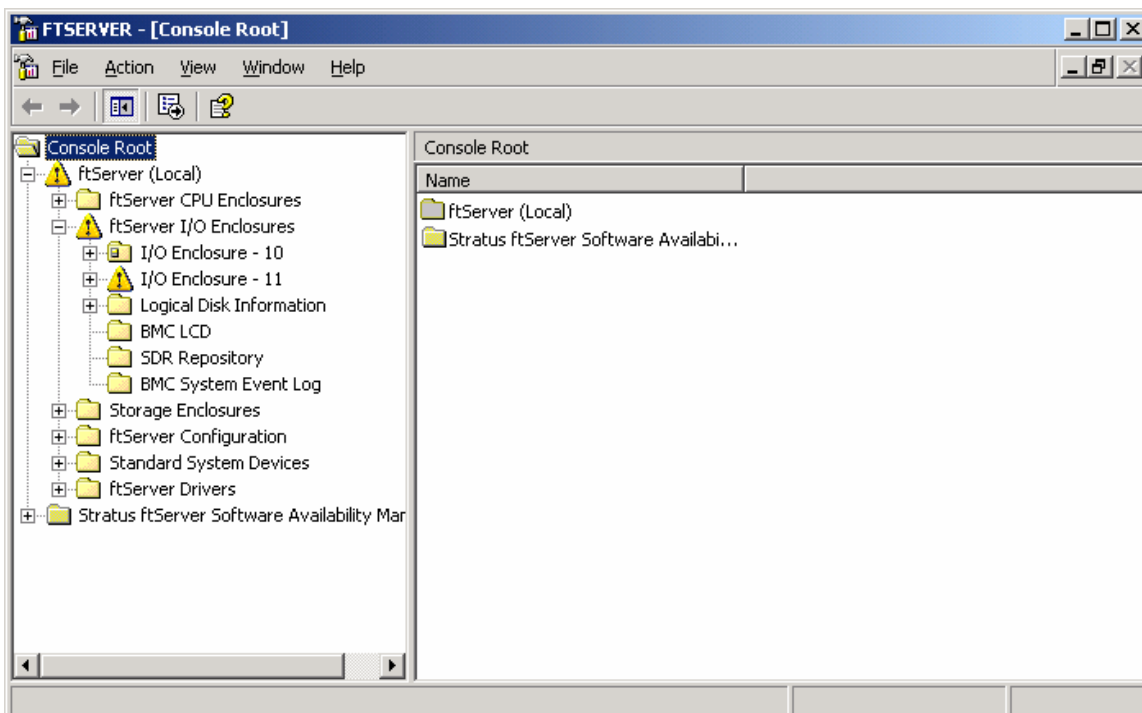 FTSERVER - [Console Root]
File Action View Window Help
Console Root
ftServer (Local)
ftServer CPU Enclosures
ftServer I/O Enclosures
I/O Enclosure - 10
I/O Enclosure - 11
Logical Disk Information
BMC LCD
SDR Repository
BMC System Event Log
Storage Enclosures
ftServer Configuration
Standard System Devices
ftServer Drivers
Stratus ftServer Software Availability Mar
Console Root
Name
ftServer (Local)
Stratus ftServer Software Availabi...